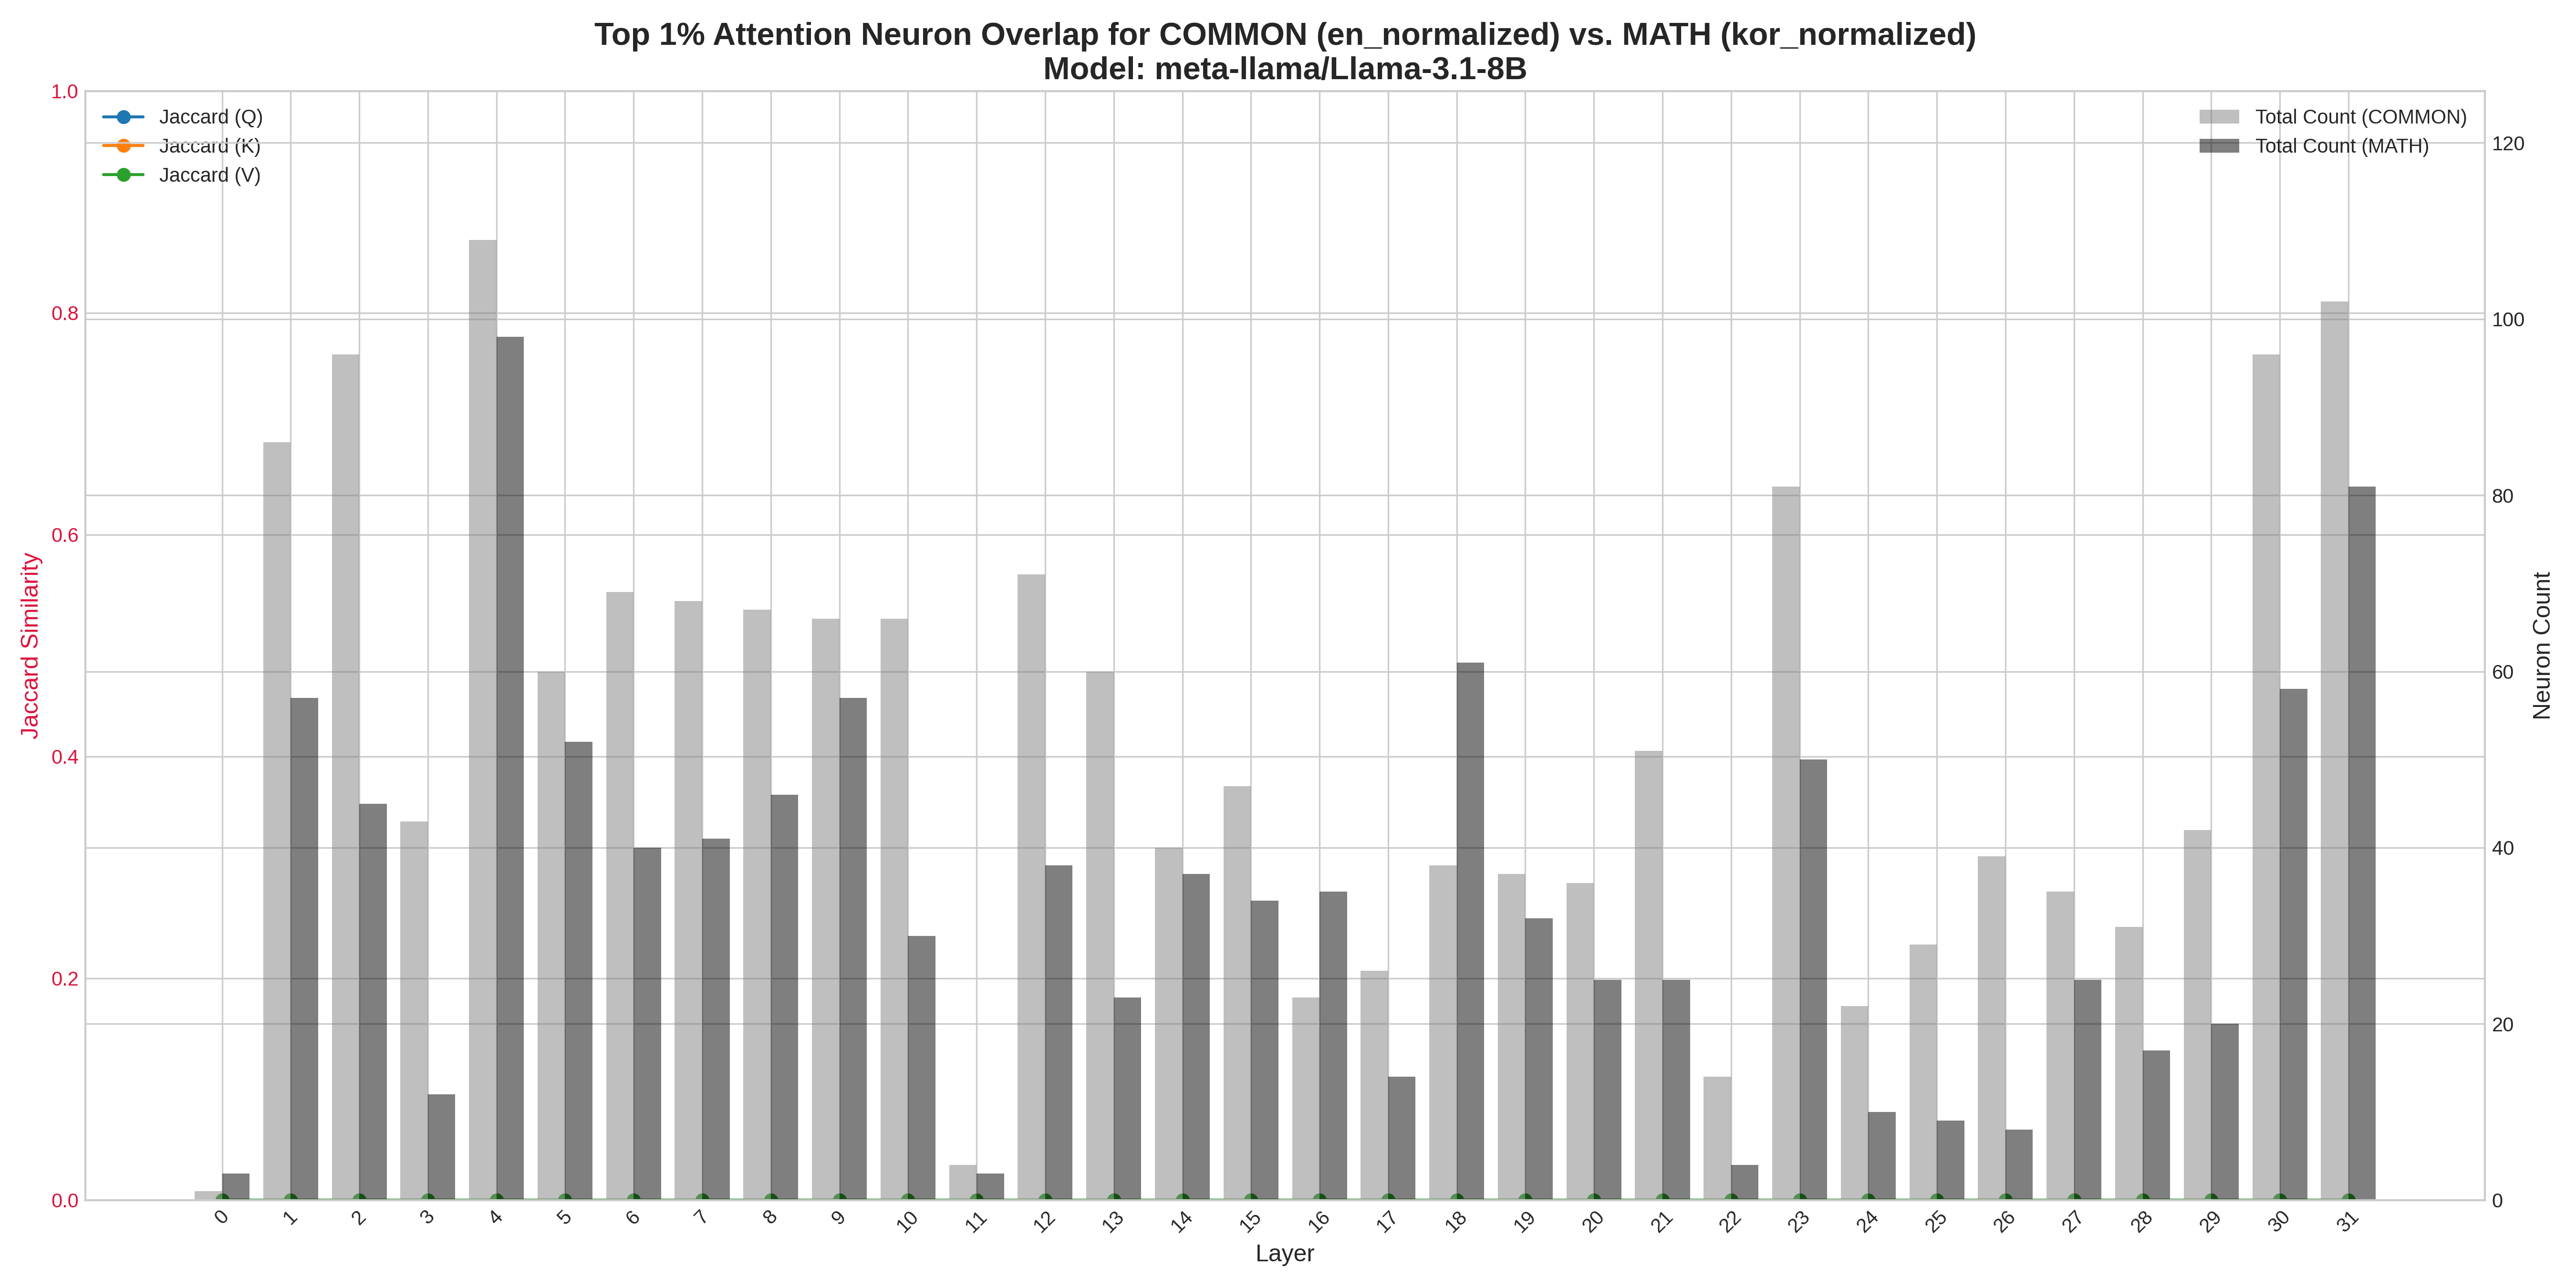 Top 1% Attention Neuron Overlap for COMMON (en_normalized) vs. MATH (kor_normalized)
Model: meta-llama/Llama-3.1-8B
Jaccard (Q)
Jaccard (K)
Jaccard (V)
Total Count (COMMON)
Total Count (MATH)
Jaccard Similarity
1.0
0.8
0.6
0.4
0.2
0.0
Neuron Count
120
100
80
60
40
20
0
0 1 2 3 4 5 6 7 8 9 10 11 12 13 14 15 16 17 18 19 20 21 22 23 24 25 26 27 28 29 30 31
Layer